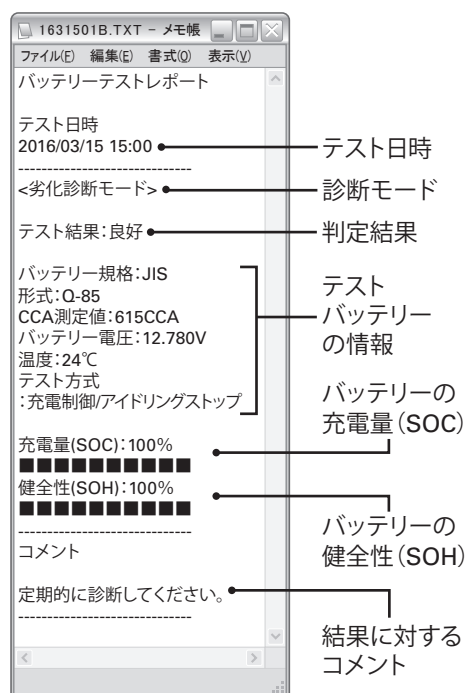 1631501B.TXT - メモ帳
ファイル(F) 編集(E) 書式(O) 表示(V)
バッテリーテストレポート
テスト日時
2016/03/15 15:00
------------------------------
<劣化診断モード>
テスト結果:良好
バッテリー規格:JIS
形式:Q-85
CCA測定値:615CCA
バッテリー電圧:12.780V
温度:24℃
テスト方式
:充電制御/アイドリングストップ
充電量(SOC):100%
■■■■■■■■■■
健全性(SOH):100%
■■■■■■■■■■
------------------------------
コメント
定期的に診断してください。
------------------------------
テスト日時
診断モード
判定結果
テスト
バッテリー
の情報
バッテリーの
充電量(SOC)
バッテリーの
健全性(SOH)
結果に対する
コメント